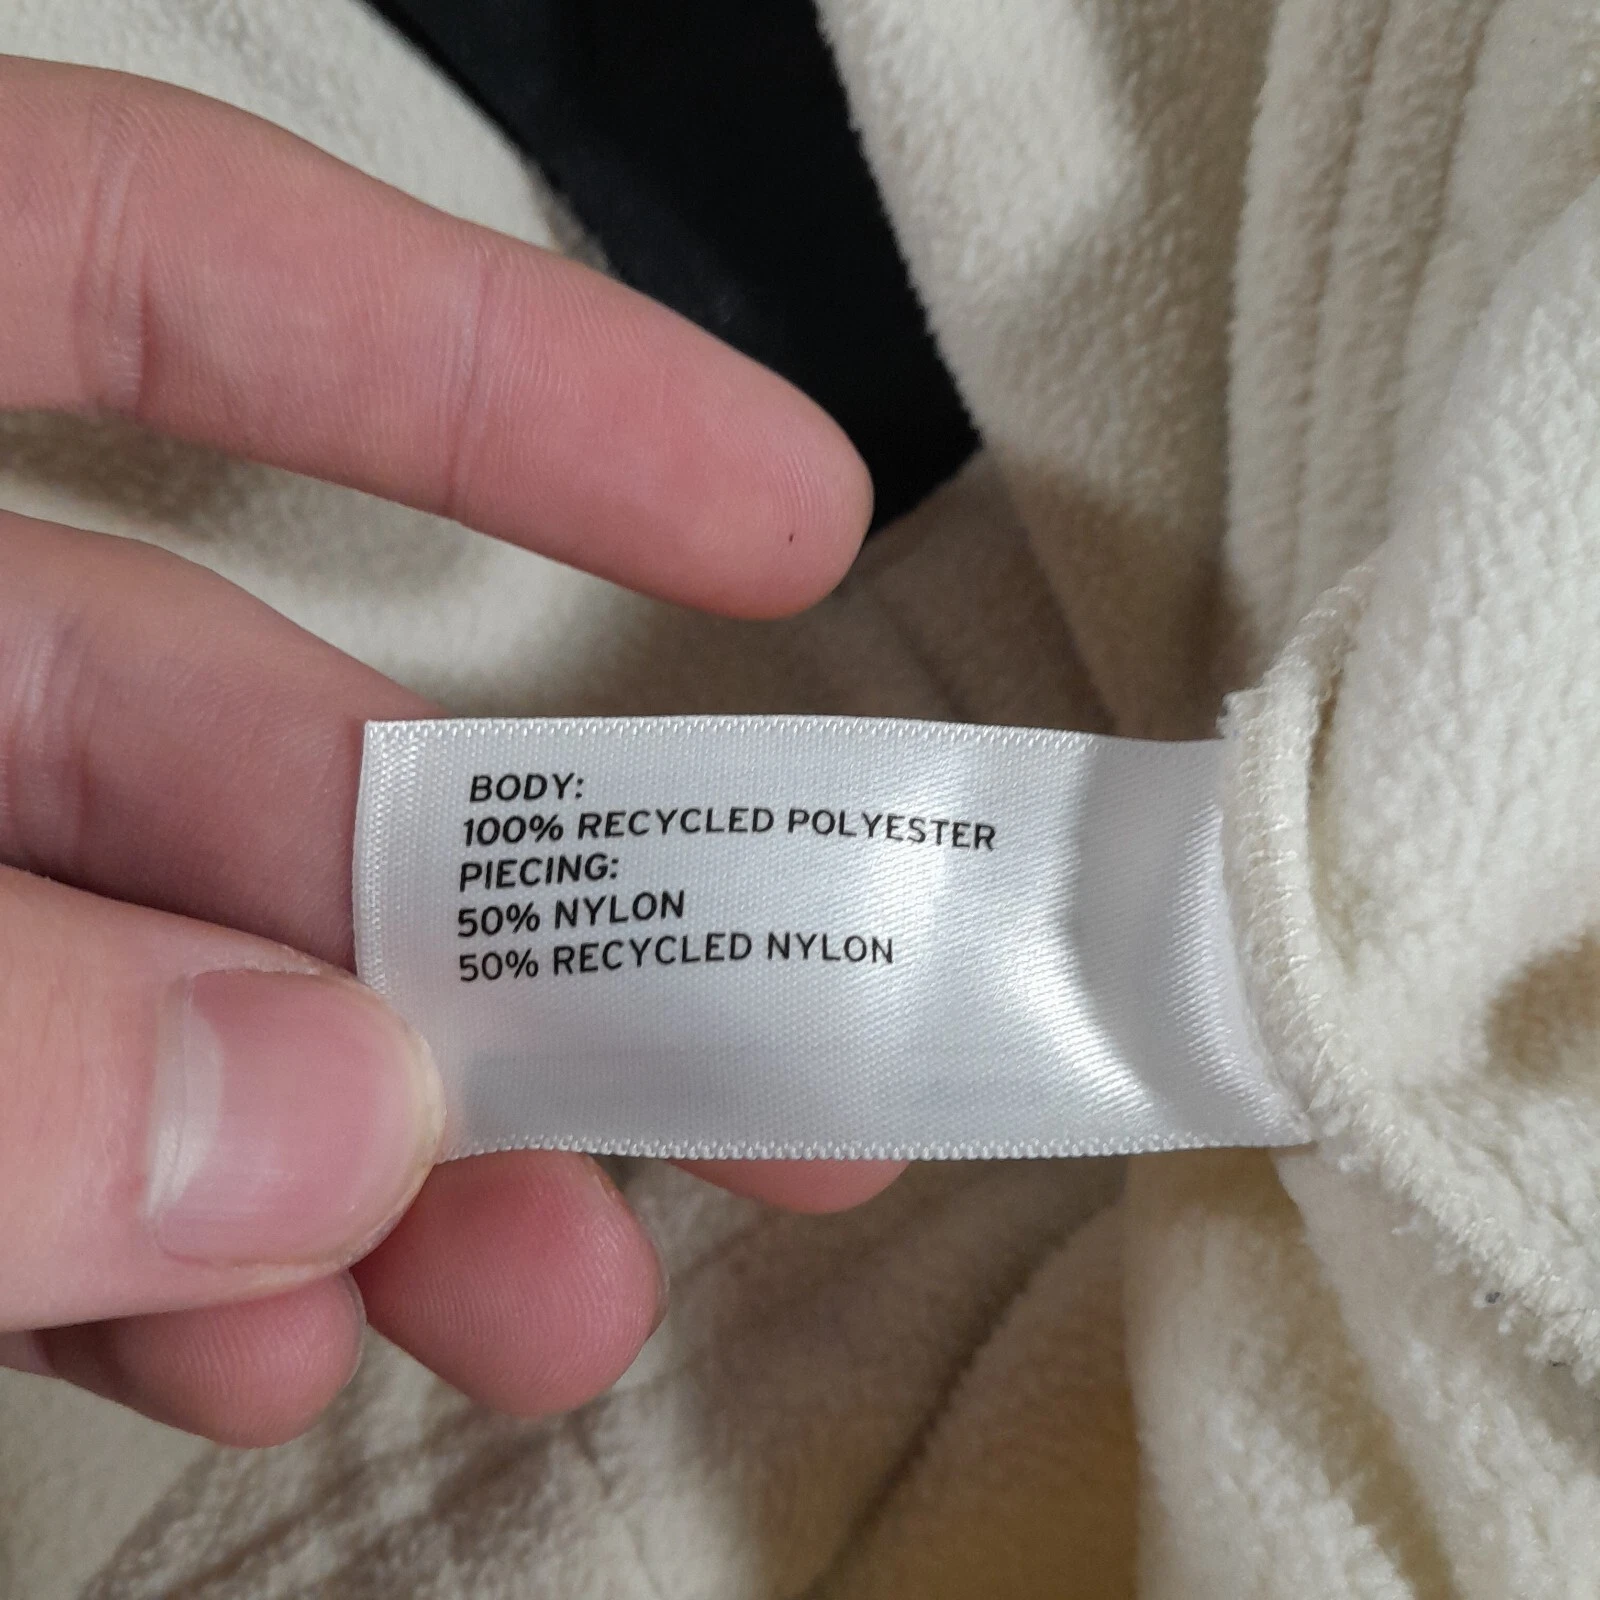 BODY:
100% RECYCLED POLYESTER
PIECING:
50% NYLON
50% RECYCLED NYLON